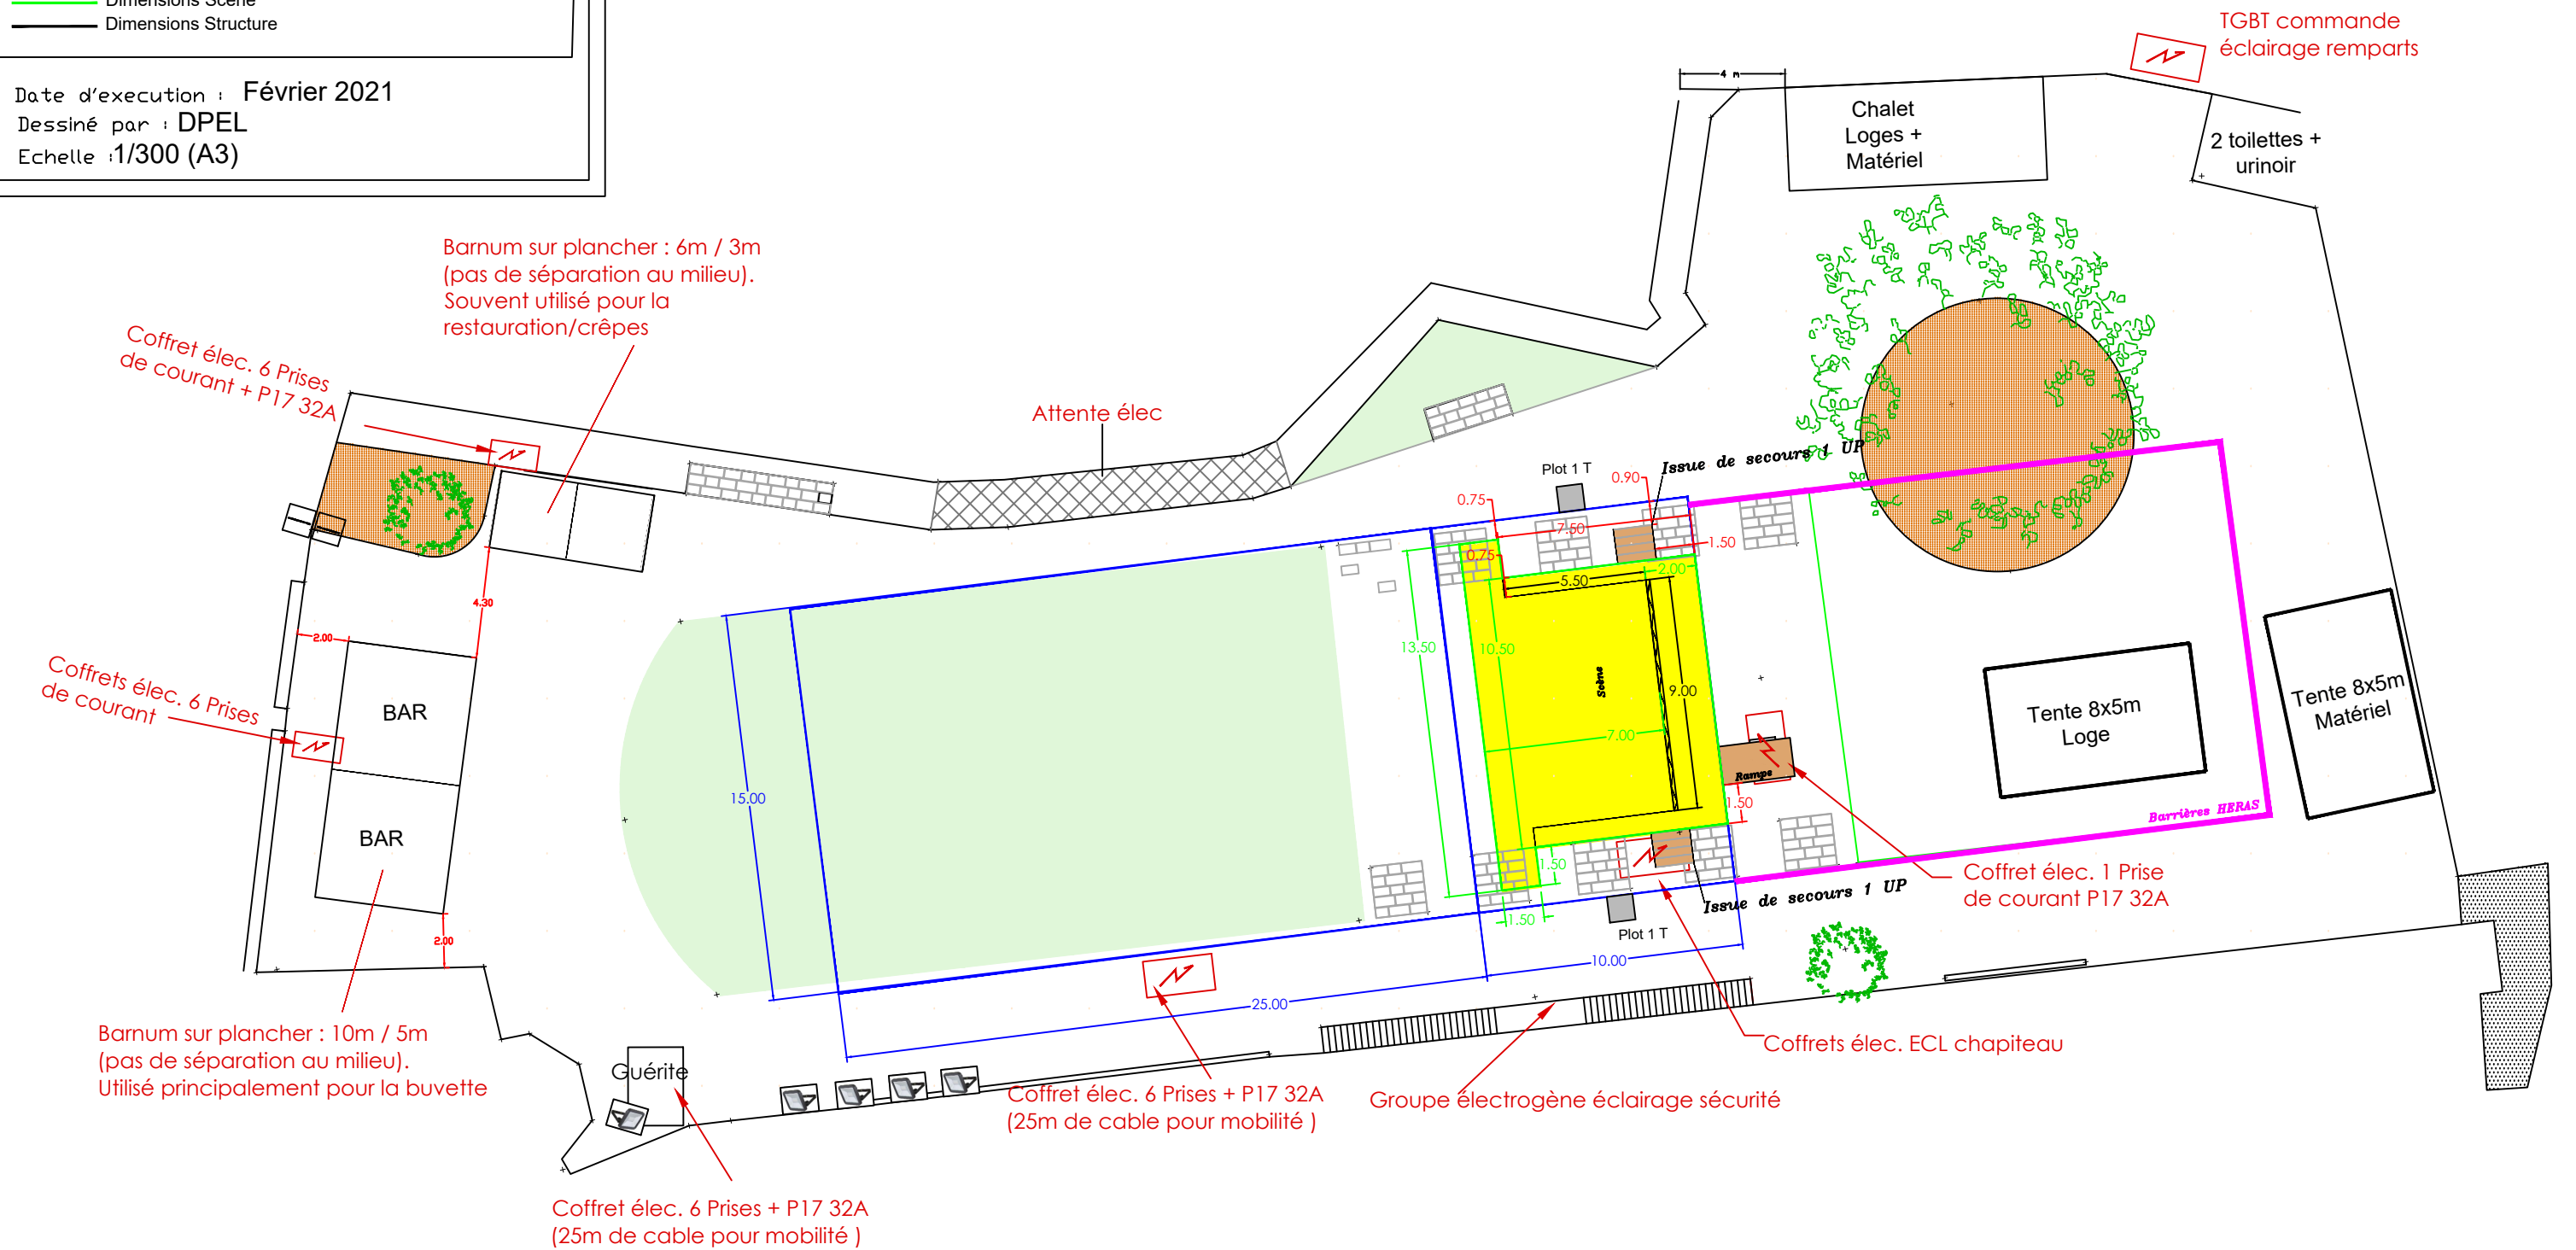 Dimensions Scène
Dimensions Structure
Date d'execution : Février 2021
Dessiné par : DPEL
Echelle :1/300 (A3)
TGBT commande
éclairage remparts
4 m
Chalet
Loges +
Matériel
2 toilettes +
urinoir
Barnum sur plancher : 6m / 3m
(pas de séparation au milieu).
Souvent utilisé pour la
restauration/crêpes
Coffret élec. 6 Prises
de courant + P17 32A
Attente élec
Plot 1 T
Issue de secours 1 UP
0.90
0.75
7.50
1.50
0.75
2.00
5.50
4.30
2.00
13.50
10.50
Scène
9.00
7.00
Coffrets élec. 6 Prises
de courant
BAR
BAR
15.00
Rampe
1.50
Tente 8x5m
Loge
Tente 8x5m
Matériel
Barrières HERAS
1.50
1.50
Coffret élec. 1 Prise
de courant P17 32A
Issue de secours 1 UP
Plot 1 T
2.00
10.00
25.00
Barnum sur plancher : 10m / 5m
(pas de séparation au milieu).
Utilisé principalement pour la buvette
Guérite
Coffrets élec. ECL chapiteau
Coffret élec. 6 Prises + P17 32A
(25m de cable pour mobilité )
Groupe électrogène éclairage sécurité
Coffret élec. 6 Prises + P17 32A
(25m de cable pour mobilité )